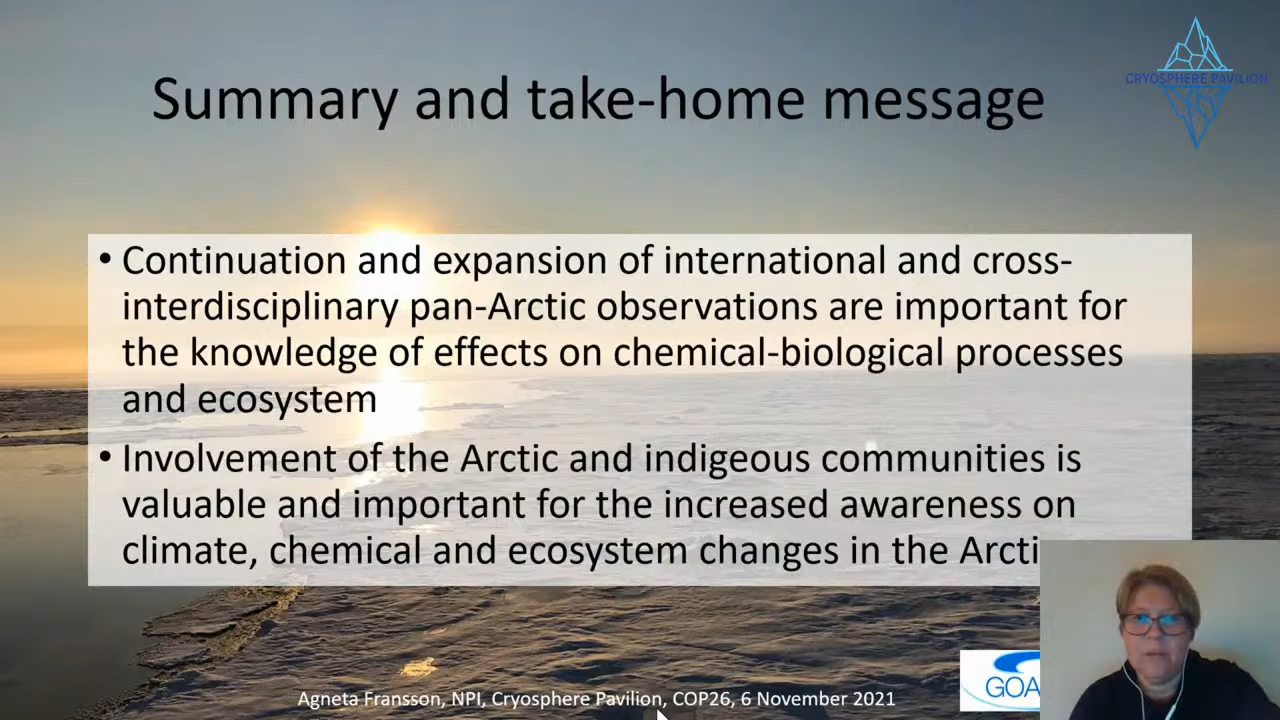 CRYOSPHERE PAVILION
Summary and take-home message
• Continuation and expansion of international and cross-
interdisciplinary pan-Arctic observations are important for
the knowledge of effects on chemical-biological processes
and ecosystem
• Involvement of the Arctic and indigeous communities is
valuable and important for the increased awareness on
climate, chemical and ecosystem changes in the Arcti
GOA
Agneta Fransson, NPI, Cryosphere Pavilion, COP26, 6 November 2021